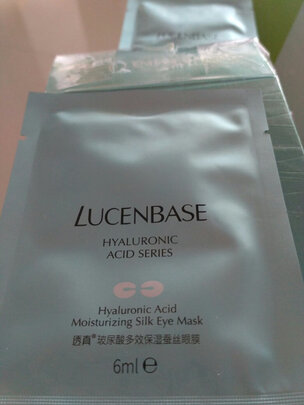 LUCENBASE
LUCENBASE
HYALURONIC
ACID SERIES
Hyaluronic Acid
Moisturizing Silk Eye Mask
透真®玻尿酸多效保湿蚕丝眼膜
6ml ℮